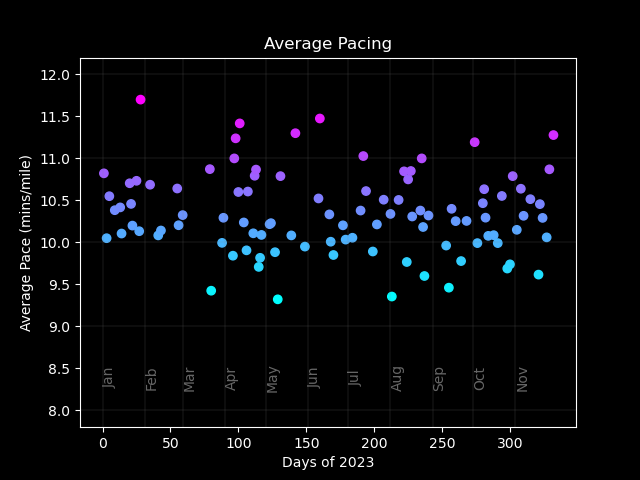 Average Pacing
Average Pace (mins/mile)
12.0
11.5
11.0
10.5
10.0
9.5
9.0
8.5
8.0
Jan
Feb
Mar
Apr
May
Jun
Jul
Aug
Sep
Oct
Nov
0 50 100 150 200 250 300
Days of 2023